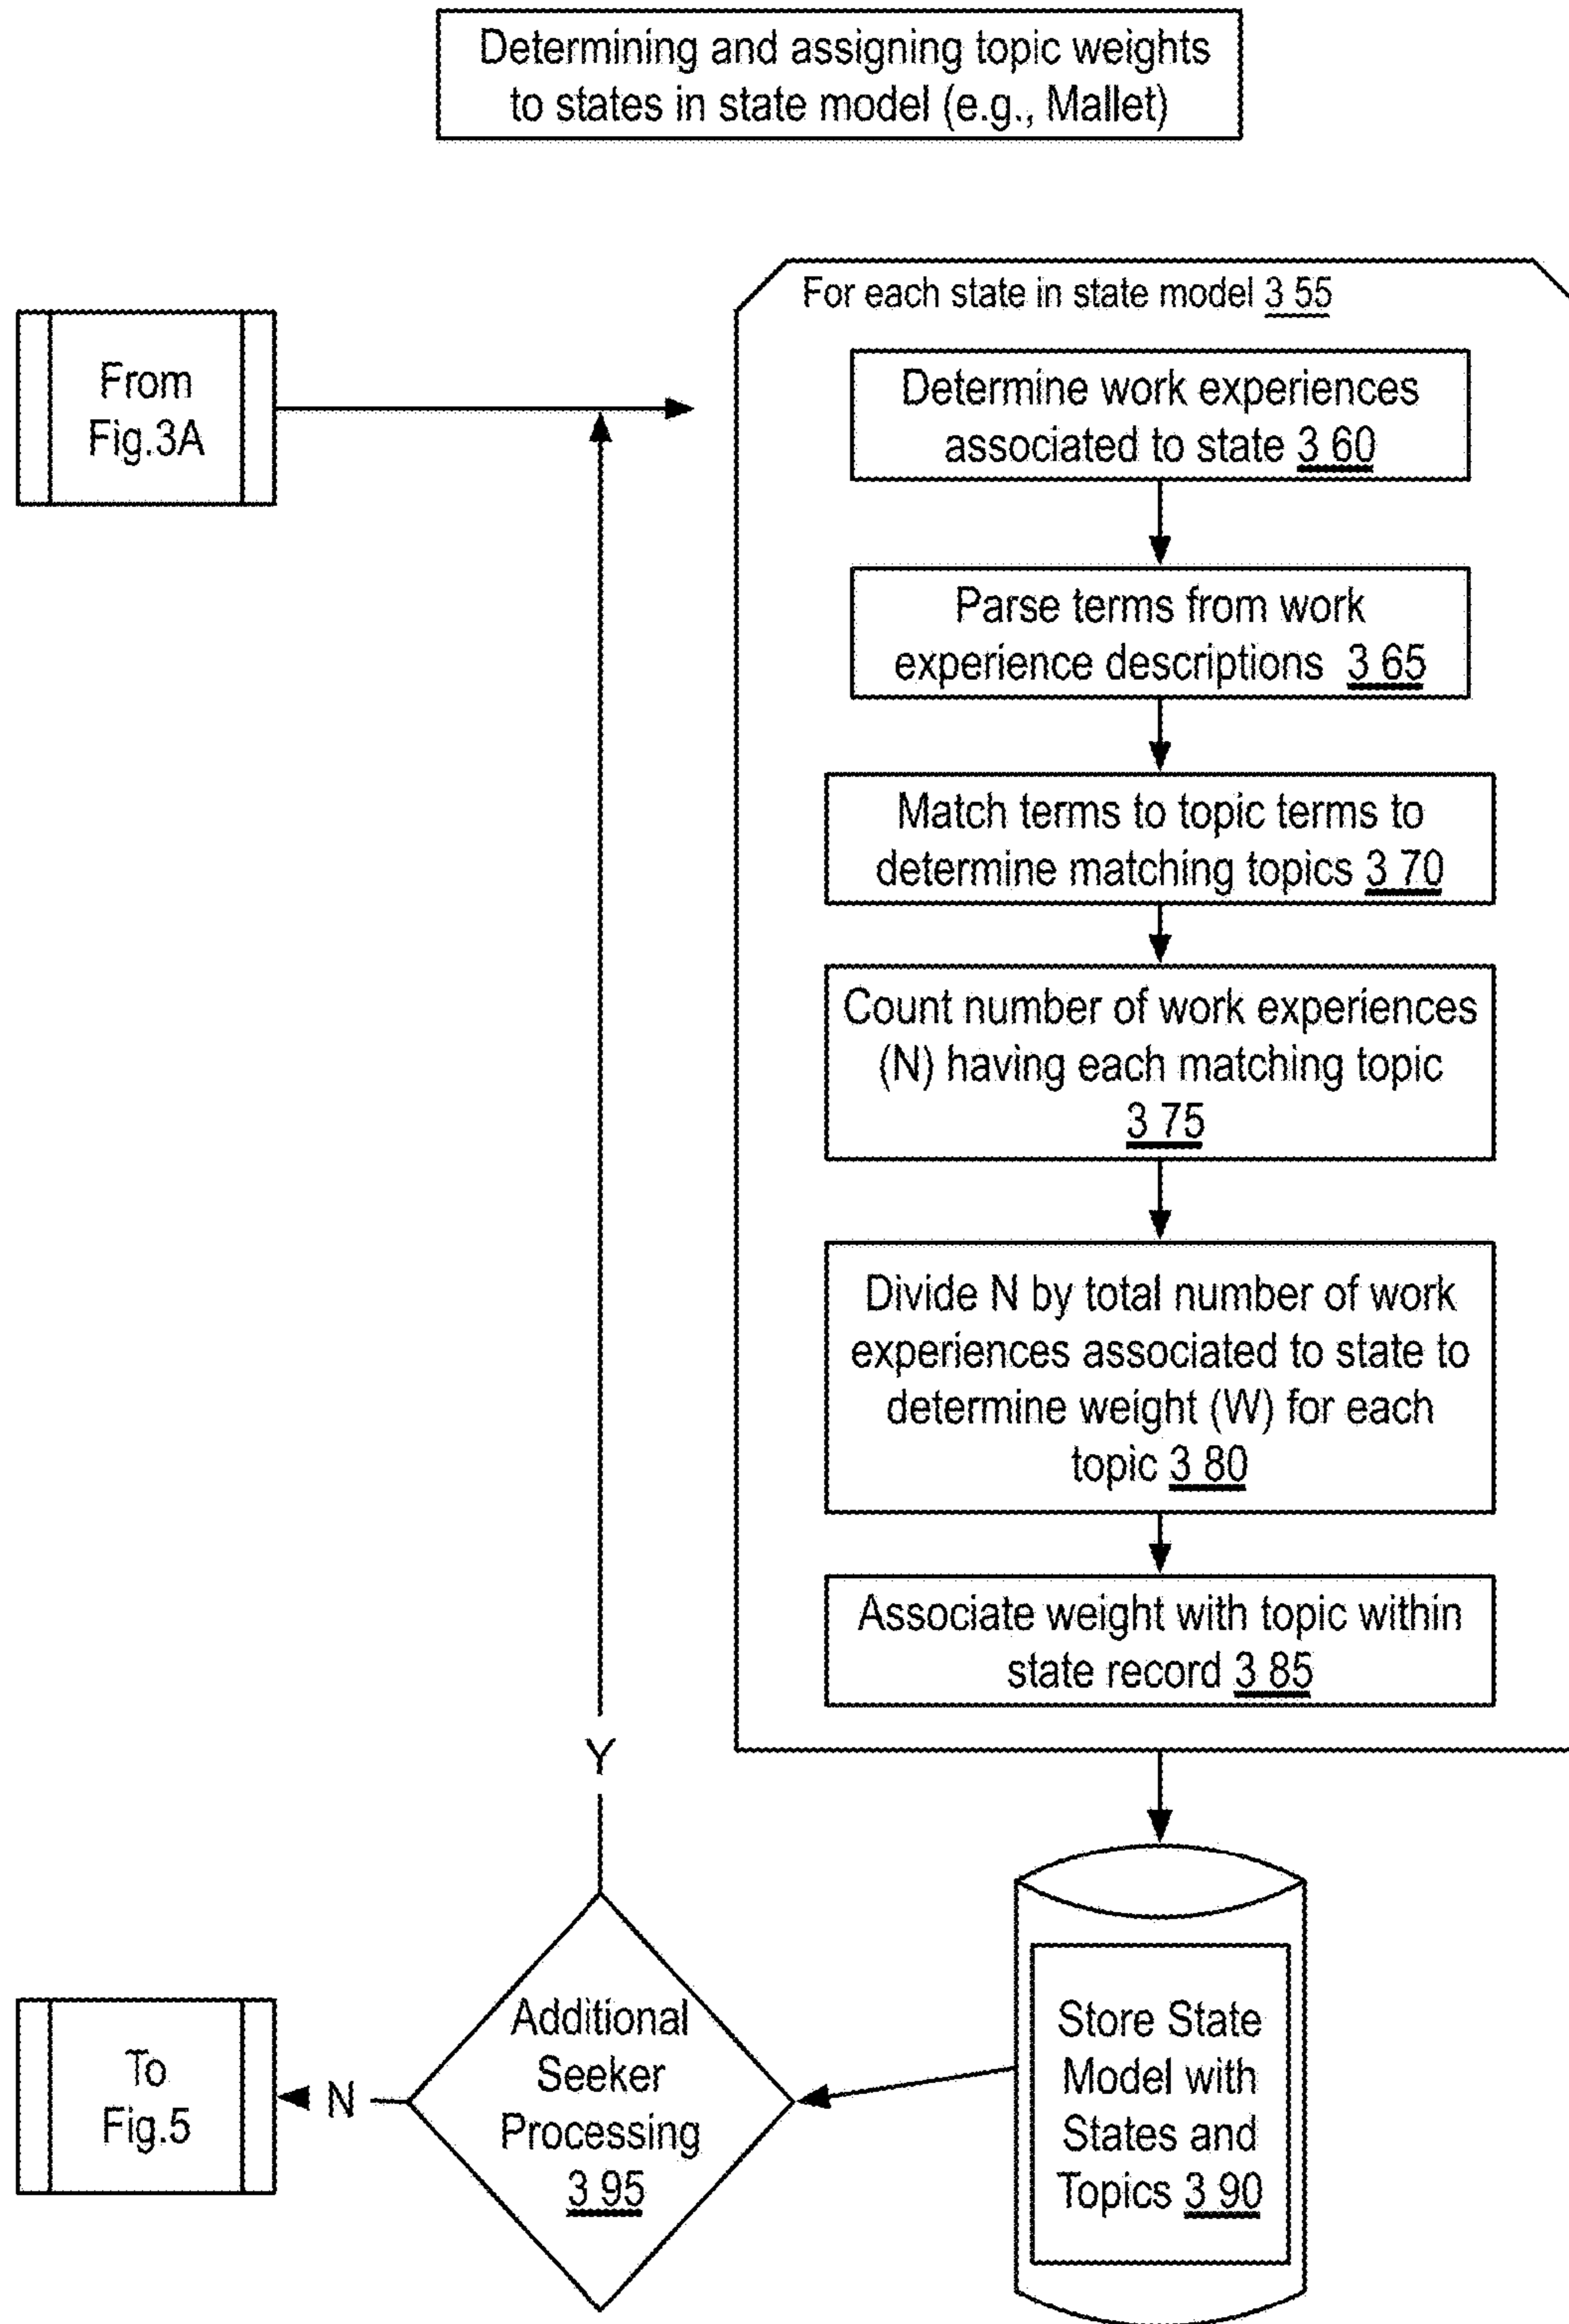 Determining and assigning topic weights
to states in state model (e.g., Mallet)
For each state in state model 3 55
From
Fig.3A
Determine work experiences
associated to state 3 60
Parse terms from work
experience descriptions 3 65
Match terms to topic terms to
determine matching topics 3 70
Count number of work experiences
(N) having each matching topic
3 75
Divide N by total number of work
experiences associated to state to
determine weight (W) for each
topic 3 80
Associate weight with topic within
state record 3 85
Y
Store State
Model with
States and
Topics 3 90
Additional
Seeker
Processing
3 95
N
To
Fig.5